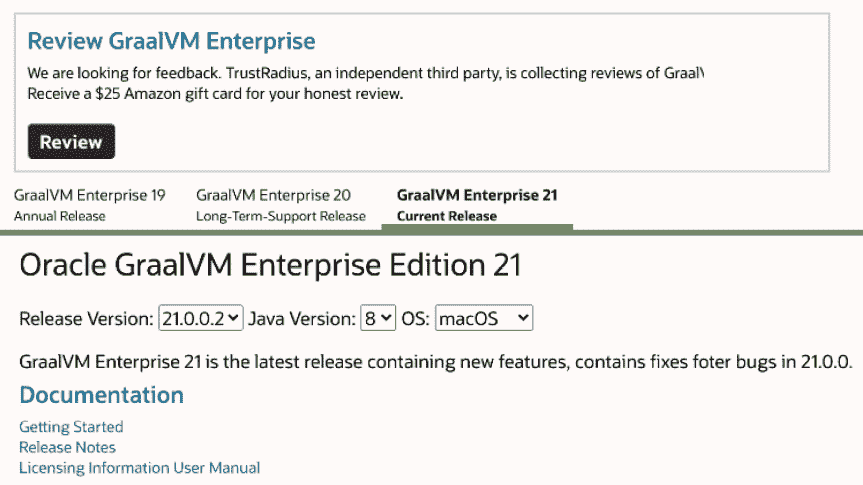 Review GraalVM Enterprise
We are looking for feedback. TrustRadius, an independent third party, is collecting reviews of Graal
Receive a $25 Amazon gift card for your honest review.
Review
GraalVM Enterprise 19 GraalVM Enterprise 20 GraalVM Enterprise 21
Annual Release Long-Term-Support Release Current Release
Oracle GraalVM Enterprise Edition 21
Release Version: 21.0.0.2 Java Version: 8 OS: macOS
GraalVM Enterprise 21 is the latest release containing new features, contains fixes foter bugs in 21.0.0.
Documentation
Getting Started
Release Notes
Licensing Information User Manual